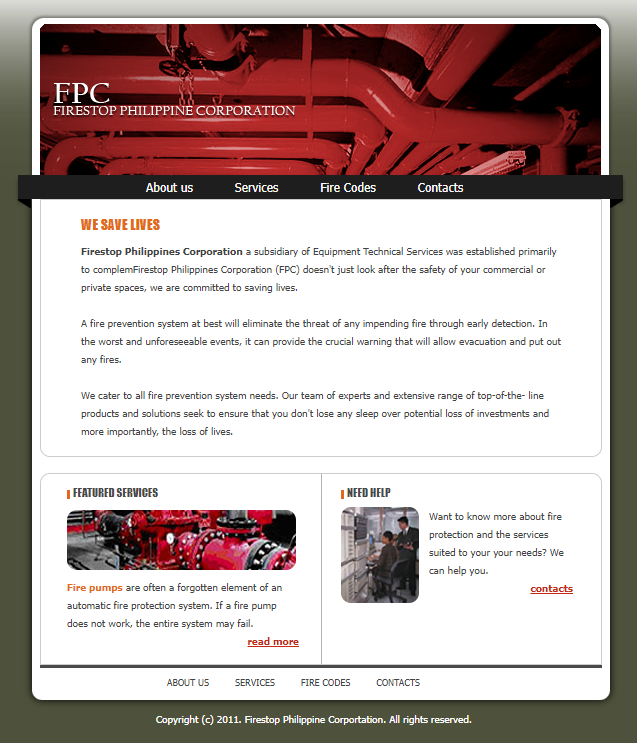 FPC
FIRESTOP PHILIPPINE CORPORATION
About us Services Fire Codes Contacts
WE SAVE LIVES
Firestop Philippines Corporation a subsidiary of Equipment Technical Services was established primarily
to complemFirestop Philippines Corporation (FPC) doesn't just look after the safety of your commercial or
private spaces, we are committed to saving lives.
A fire prevention system at best will eliminate the threat of any impending fire through early detection. In
the worst and unforeseeable events, it can provide the crucial warning that will allow evacuation and put out
any fires.
We cater to all fire prevention system needs. Our team of experts and extensive range of top-of-the- line
products and solutions seek to ensure that you don't lose any sleep over potential loss of investments and
more importantly, the loss of lives.
FEATURED SERVICES
Fire pumps are often a forgotten element of an
automatic fire protection system. If a fire pump
does not work, the entire system may fail.
read more
NEED HELP
Want to know more about fire
protection and the services
suited to your your needs? We
can help you.
contacts
ABOUT US SERVICES FIRE CODES CONTACTS
Copyright (c) 2011. Firestop Philippine Corportation. All rights reserved.